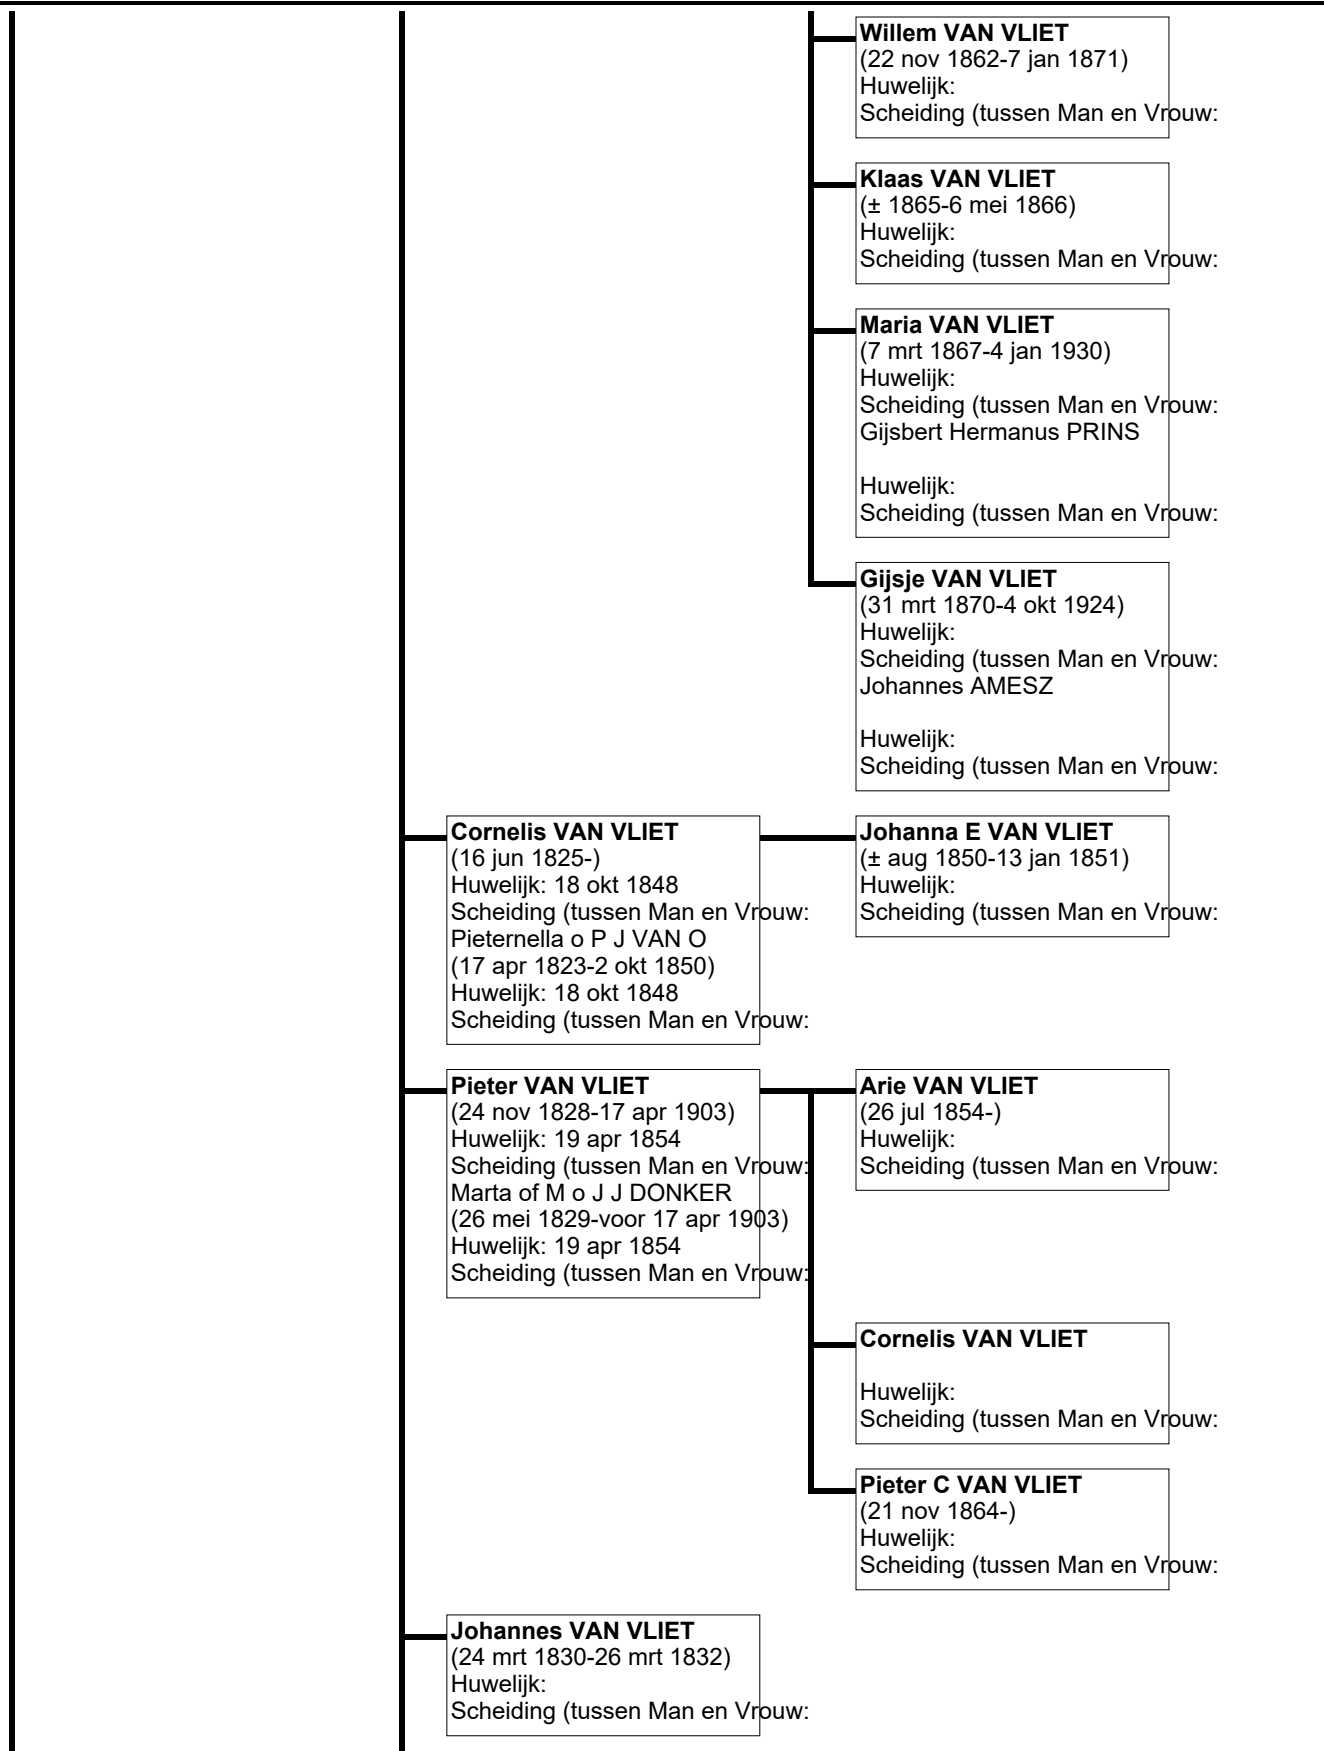 Willem VAN VLIET
(22 nov 1862-7 jan 1871)
Huwelijk:
Scheiding (tussen Man en Vrouw:
Klaas VAN VLIET
(± 1865-6 mei 1866)
Huwelijk:
Scheiding (tussen Man en Vrouw:
Maria VAN VLIET
(7 mrt 1867-4 jan 1930)
Huwelijk:
Scheiding (tussen Man en Vrouw:
Gijsbert Hermanus PRINS
Huwelijk:
Scheiding (tussen Man en Vrouw:
Gijsje VAN VLIET
(31 mrt 1870-4 okt 1924)
Huwelijk:
Scheiding (tussen Man en Vrouw:
Johannes AMESZ
Huwelijk:
Scheiding (tussen Man en Vrouw:
Cornelis VAN VLIET
(16 jun 1825-)
Huwelijk: 18 okt 1848
Scheiding (tussen Man en Vrouw:
Pieternella o P J VAN O
(17 apr 1823-2 okt 1850)
Huwelijk: 18 okt 1848
Scheiding (tussen Man en Vrouw:
Johanna E VAN VLIET
(± aug 1850-13 jan 1851)
Huwelijk:
Scheiding (tussen Man en Vrouw:
Pieter VAN VLIET
(24 nov 1828-17 apr 1903)
Huwelijk: 19 apr 1854
Scheiding (tussen Man en Vrouw:
Marta of M o J J DONKER
(26 mei 1829-voor 17 apr 1903)
Huwelijk: 19 apr 1854
Scheiding (tussen Man en Vrouw:
Arie VAN VLIET
(26 jul 1854-)
Huwelijk:
Scheiding (tussen Man en Vrouw:
Cornelis VAN VLIET
Huwelijk:
Scheiding (tussen Man en Vrouw:
Pieter C VAN VLIET
(21 nov 1864-)
Huwelijk:
Scheiding (tussen Man en Vrouw:
Johannes VAN VLIET
(24 mrt 1830-26 mrt 1832)
Huwelijk:
Scheiding (tussen Man en Vrouw: